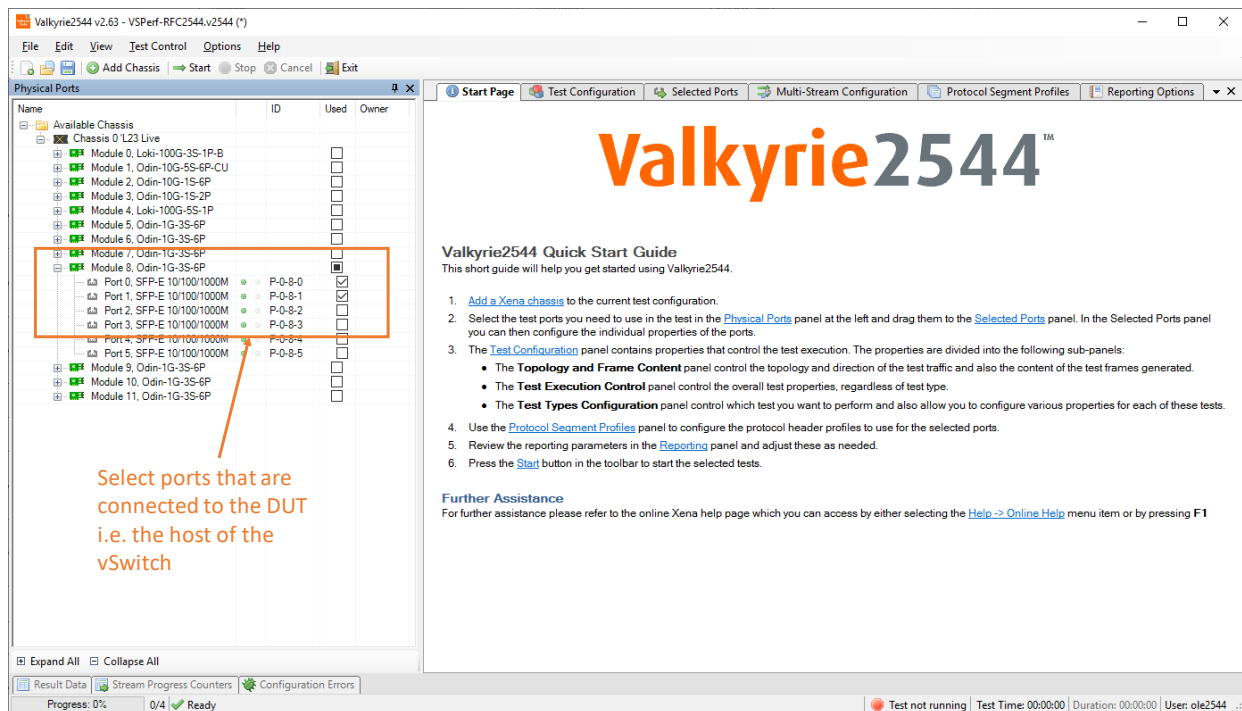 Valkyrie2544 v2.63 - VSPerf-RFC2544.v2544 (*)
File Edit View Test Control Options Help
Add Chassis Start Stop Cancel Exit
Physical Ports
Name ID Used Owner
Available Chassis
Chassis 0 'L23 Live
Module 0, Loki-100G-3S-1P-B
Module 1, Odin-10G-5S-6P-CU
Module 2, Odin-10G-1S-6P
Module 3, Odin-10G-1S-2P
Module 4, Loki-100G-5S-1P
Module 5, Odin-1G-3S-6P
Module 6, Odin-1G-3S-6P
Module 7, Odin-1G-3S-6P
Module 8, Odin-1G-3S-6P
Port 0, SFP-E 10/100/1000M P-0-8-0
Port 1, SFP-E 10/100/1000M P-0-8-1
Port 2, SFP-E 10/100/1000M P-0-8-2
Port 3, SFP-E 10/100/1000M P-0-8-3
Port 4, SFP-E 10/100/1000M P-0-8-4
Port 5, SFP-E 10/100/1000M P-0-8-5
Module 9, Odin-1G-3S-6P
Module 10, Odin-1G-3S-6P
Module 11, Odin-1G-3S-6P
Select ports that are
connected to the DUT
i.e. the host of the
vSwitch
Expand All Collapse All
Start Page Test Configuration Selected Ports Multi-Stream Configuration Protocol Segment Profiles Reporting Options
Valkyrie2544™
Valkyrie2544 Quick Start Guide
This short guide will help you get started using Valkyrie2544.
1. Add a Xena chassis to the current test configuration.
2. Select the test ports you need to use in the test in the Physical Ports panel at the left and drag them to the Selected Ports panel. In the Selected Ports panel
you can then configure the individual properties of the ports.
3. The Test Configuration panel contains properties that control the test execution. The properties are divided into the following sub-panels:
• The Topology and Frame Content panel control the topology and direction of the test traffic and also the content of the test frames generated.
• The Test Execution Control panel control the overall test properties, regardless of test type.
• The Test Types Configuration panel control which test you want to perform and also allow you to configure various properties for each of these tests.
4. Use the Protocol Segment Profiles panel to configure the protocol header profiles to use for the selected ports.
5. Review the reporting parameters in the Reporting panel and adjust these as needed.
6. Press the Start button in the toolbar to start the selected tests.
Further Assistance
For further assistance please refer to the online Xena help page which you can access by either selecting the Help -> Online Help menu item or by pressing F1
Result Data Stream Progress Counters Configuration Errors
Progress: 0% 0/4 Ready Test not running Test Time: 00:00:00 Duration: 00:00:00 User: ole2544